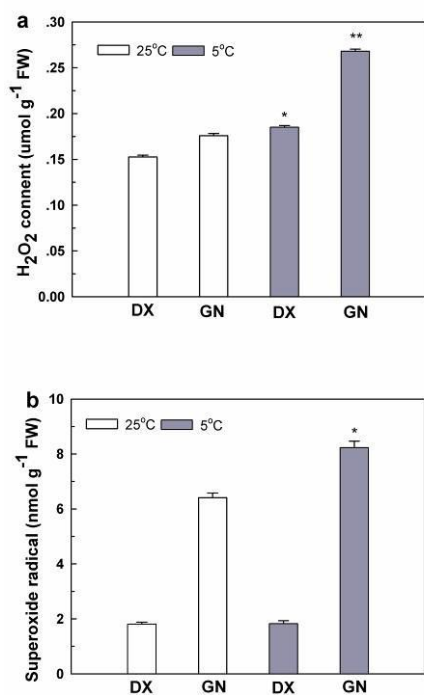 a
.30
25°C 5°C
**
.25
.20
*
.15
.10
.05
0.00
H2O2 connent (umol g-1 FW)
DX GN DX GN
b
10
25°C 5°C
*
8
6
4
2
0
Superoxide radical (nmol g-1 FW)
DX GN DX GN